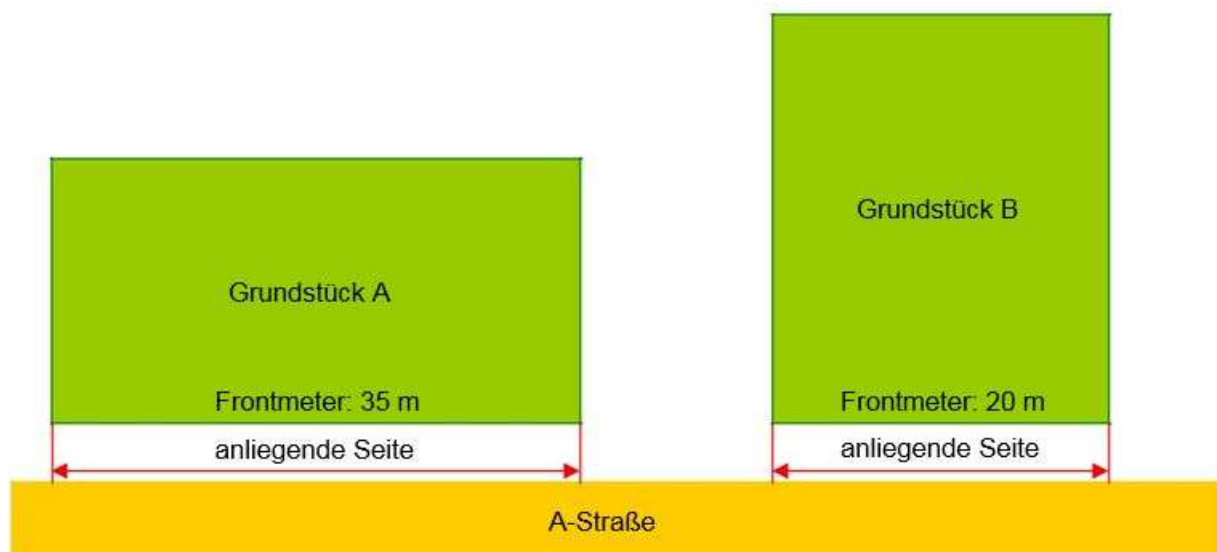 Grundstück B
Grundstück A
Frontmeter: 35 m
Frontmeter: 20 m
anliegende Seite
anliegende Seite
A-Straße